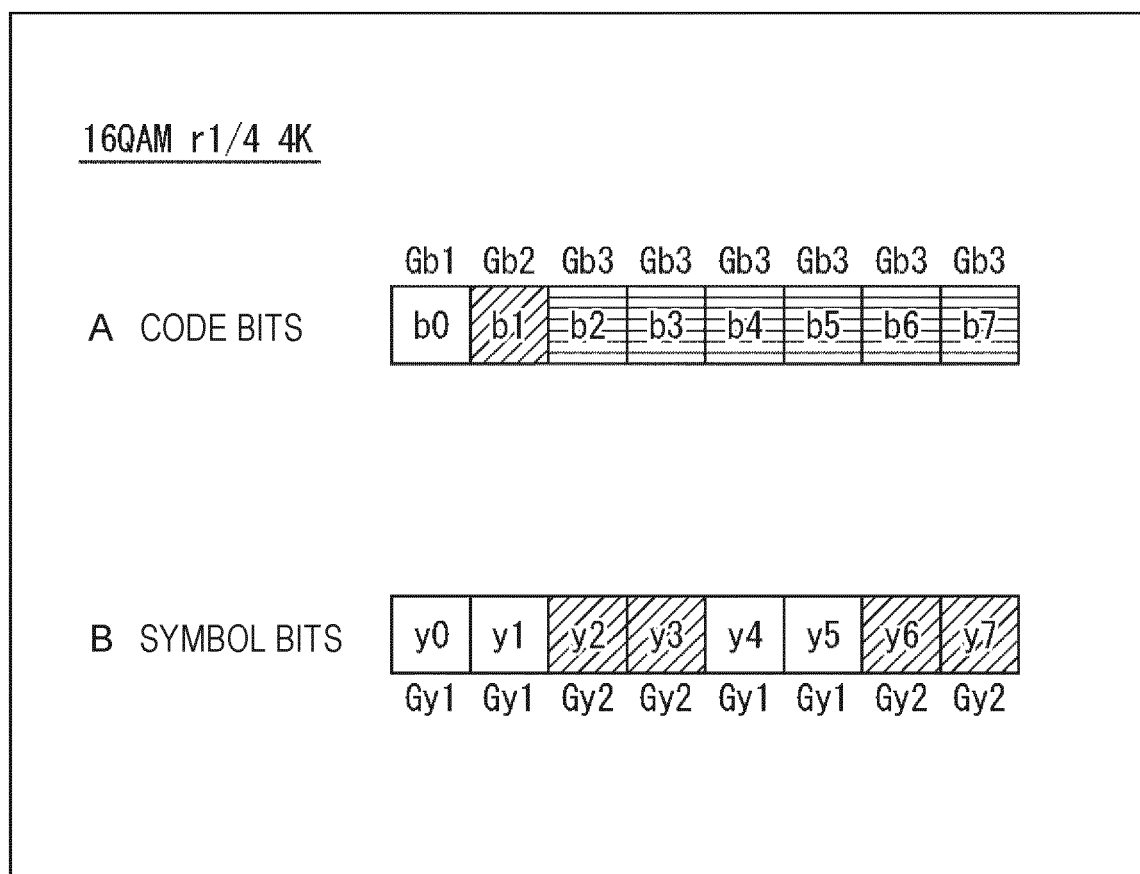 16QAM r1/4 4K
Gb1 Gb2 Gb3 Gb3 Gb3 Gb3 Gb3 Gb3
A CODE BITS b0 b1 b2 b3 b4 b5 b6 b7
B SYMBOL BITS y0 y1 y2 y3 y4 y5 y6 y7
Gy1 Gy1 Gy2 Gy2 Gy1 Gy1 Gy2 Gy2